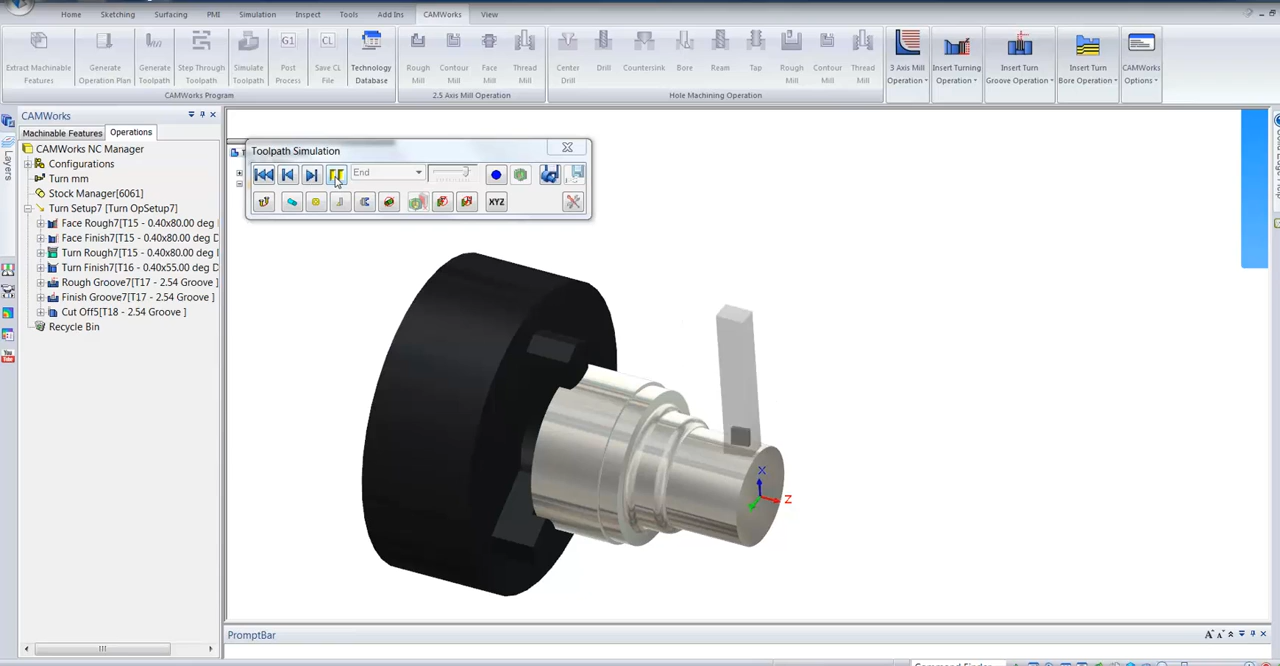 Home Sketching Surfacing PMI Simulation Inspect Tools Add Ins CAMWorks View
Extract Machinable Features
Generate Operation Plan
Generate Toolpath
Step Through Toolpath
Simulate Toolpath
G1
Post Process
CL
Save CL File
Technology Database
Rough Mill
Contour Mill
Face Mill
Thread Mill
Center Drill
Drill
Countersink
Bore
Ream
Tap
Rough Mill
Contour Mill
Thread Mill
3 Axis Mill Operation
Insert Turning Operation
Insert Turn Groove Operation
Insert Turn Bore Operation
CAMWorks Options
CAMWorks Program
2.5 Axis Mill Operation
Hole Machining Operation
CAMWorks
Machinable Features Operations
Layers
You Tube
CAMWorks NC Manager
Configurations
Turn mm
Stock Manager[6061]
Turn Setup7 [Turn OpSetup7]
Face Rough7[T15 - 0.40x80.00 deg
Face Finish7[T15 - 0.40x80.00 deg D
Turn Rough7[T15 - 0.40x80.00 deg
Turn Finish7[T16 - 0.40x55.00 deg D
Rough Groove7[T17 - 2.54 Groove ]
Finish Groove7[T17 - 2.54 Groove ]
Cut Off5[T18 - 2.54 Groove ]
Recycle Bin
Toolpath Simulation
End
XYZ
X
Z
PromptBar
Command Finder